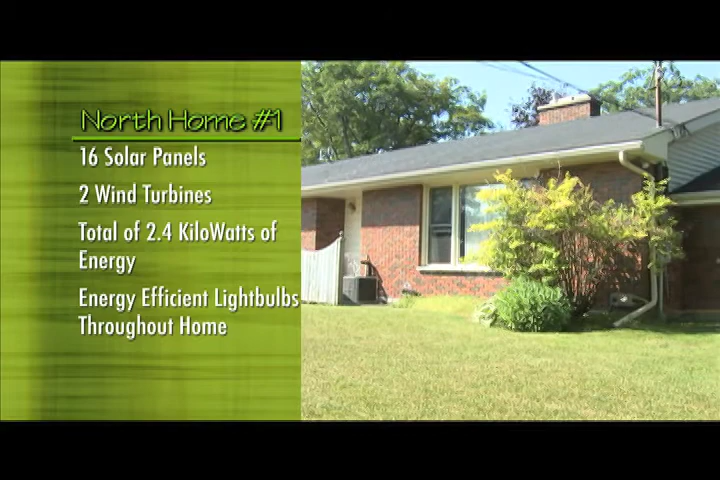 North Home #1
16 Solar Panels
2 Wind Turbines
Total of 2.4 KiloWatts of
Energy
Energy Efficient Lightbulbs
Throughout Home